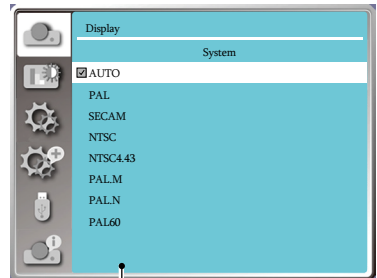 Display
System
AUTO
PAL
SECAM
NTSC
NTSC4.43
PAL.M
PAL.N
PAL60